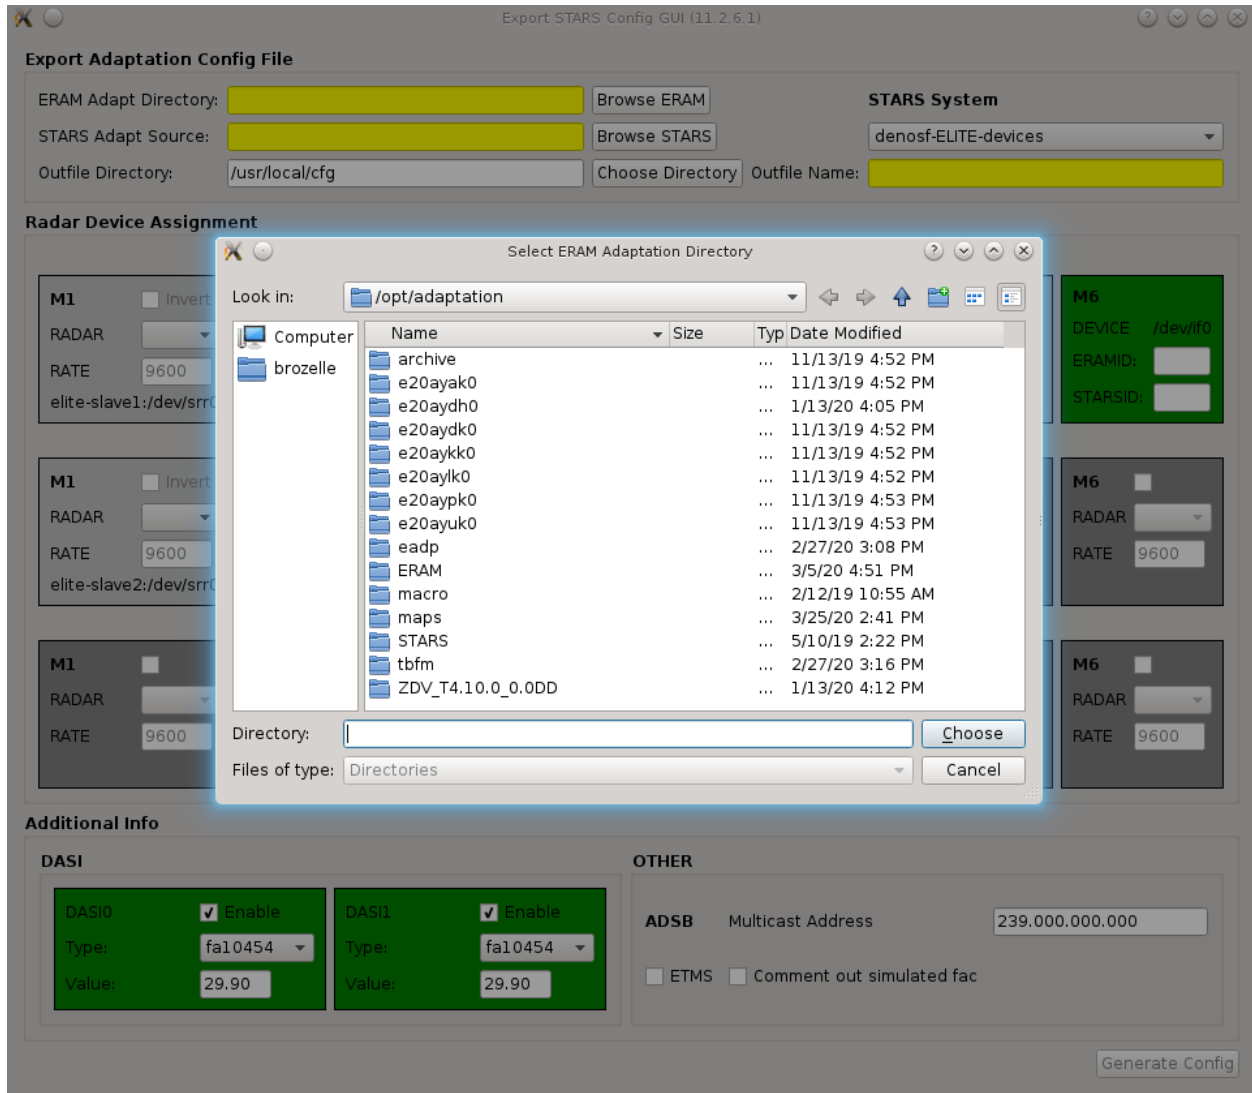 Export STARS Config GUI (11.2.6.1)
Export Adaptation Config File
ERAM Adapt Directory: Browse ERAM STARS System
STARS Adapt Source: Browse STARS denosf-ELITE-devices
Outfile Directory: /usr/local/cfg Choose Directory Outfile Name:
Radar Device Assignment
Select ERAM Adaptation Directory
Look in: /opt/adaptation
Computer
brozelle
Name Size Typ Date Modified
archive ... 11/13/19 4:52 PM
e20ayak0 ... 11/13/19 4:52 PM
e20aydh0 ... 1/13/20 4:05 PM
e20aydk0 ... 11/13/19 4:52 PM
e20aykk0 ... 11/13/19 4:52 PM
e20aylk0 ... 11/13/19 4:52 PM
e20aypk0 ... 11/13/19 4:53 PM
e20ayuk0 ... 11/13/19 4:53 PM
eadp ... 2/27/20 3:08 PM
ERAM ... 3/5/20 4:51 PM
macro ... 2/12/19 10:55 AM
maps ... 3/25/20 2:41 PM
STARS ... 5/10/19 2:22 PM
tbfm ... 2/27/20 3:16 PM
ZDV_T4.10.0_0.0DD ... 1/13/20 4:12 PM
Directory: Choose
Files of type: Directories Cancel
M1 Invert
RADAR
RATE 9600
elite-slave1:/dev/srr
M6
DEVICE /dev/if0
ERAMID:
STARSID:
M1 Invert
RADAR
RATE 9600
elite-slave2:/dev/srr
M6
RADAR
RATE 9600
M1
RADAR
RATE 9600
M6
RADAR
RATE 9600
Additional Info
DASI
DASI0 Enable
Type: fa10454
Value: 29.90
DASI1 Enable
Type: fa10454
Value: 29.90
OTHER
ADSB Multicast Address 239.000.000.000
ETMS Comment out simulated fac
Generate Config